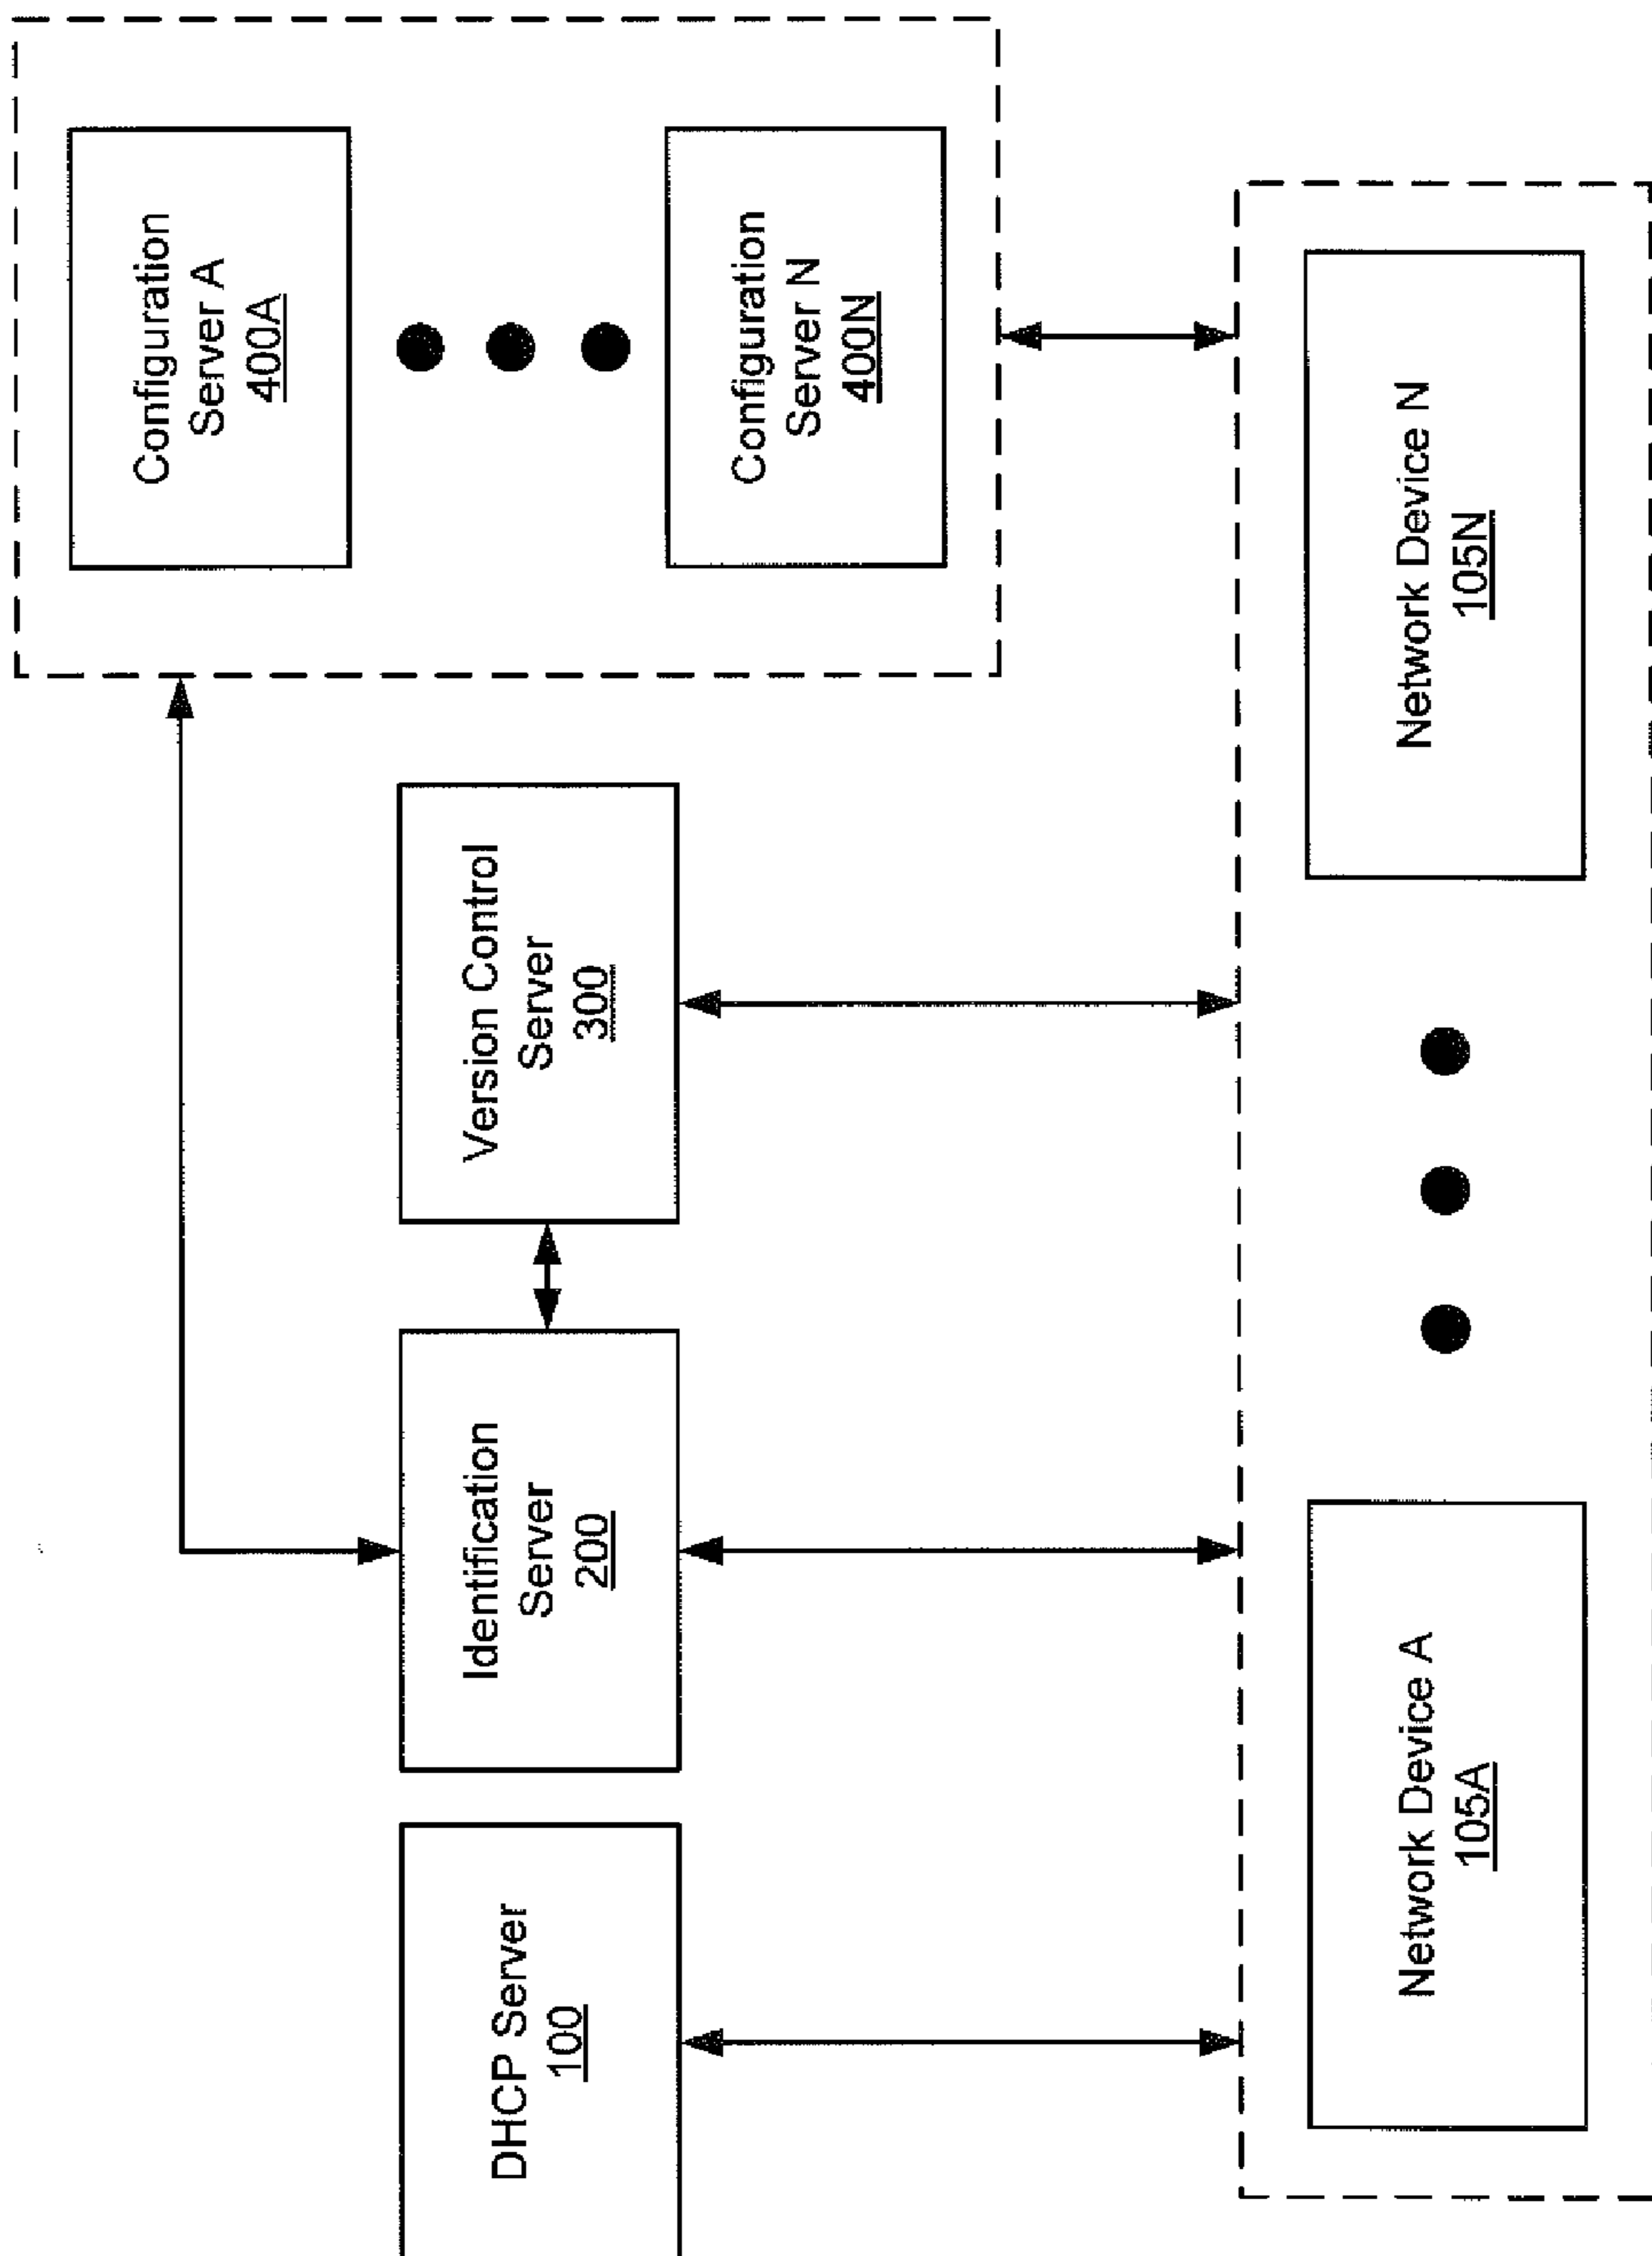 Configuration
Server A
400A
Configuration
Server N
400N
Version Control
Server
300
Identification
Server
200
DHCP Server
100
Network Device A
105A
Network Device N
105N